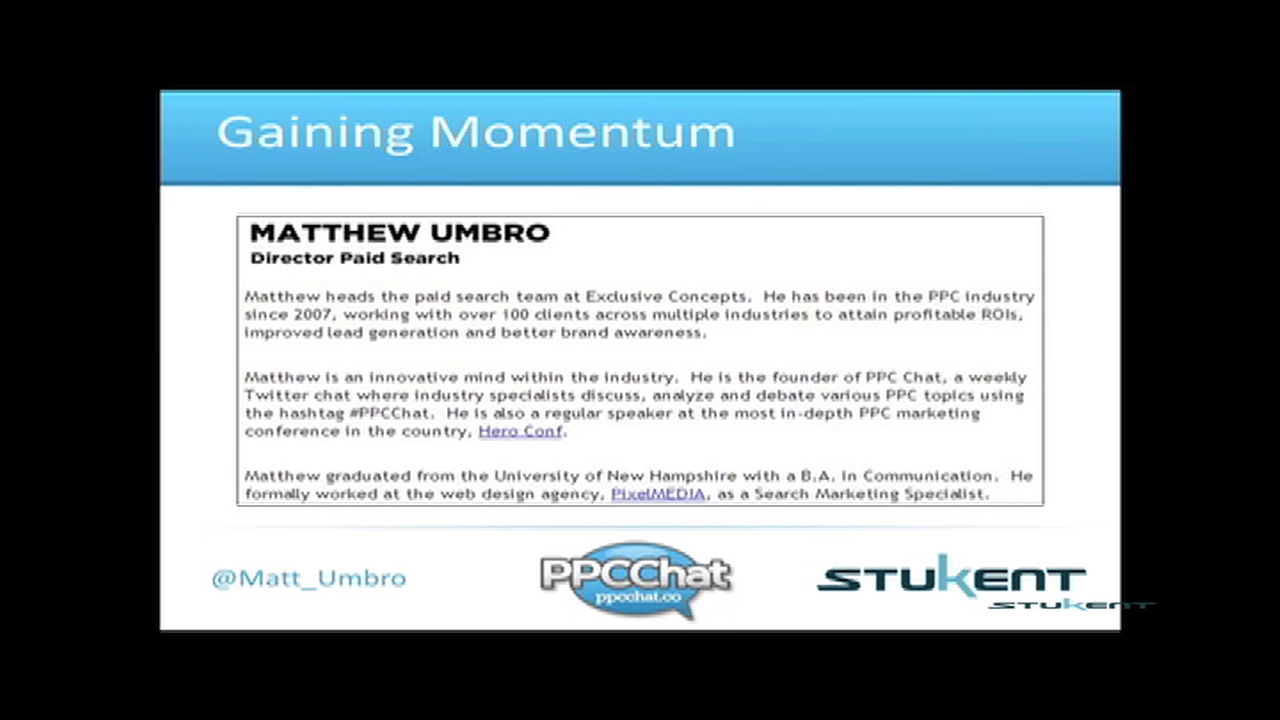 Gaining Momentum
MATTHEW UMBRO
Director Paid Search
Matthew heads the paid search team at Exclusive Concepts. He has been in the PPC industry
since 2007, working with over 100 clients across multiple industries to attain profitable ROIs,
improved lead generation and better brand awareness.
Matthew is an innovative mind within the industry. He is the founder of PPC Chat, a weekly
Twitter chat where industry specialists discuss, analyze and debate various PPC topics using
the hashtag #PPCChat. He is also a regular speaker at the most in-depth PPC marketing
conference in the country, Hero Conf.
Matthew graduated from the University of New Hampshire with a B.A. in Communication. He
formally worked at the web design agency, PixelMEDIA, as a Search Marketing Specialist.
@Matt_Umbro
PPCChat
ppcchat.co
STUKENT
STUKENT